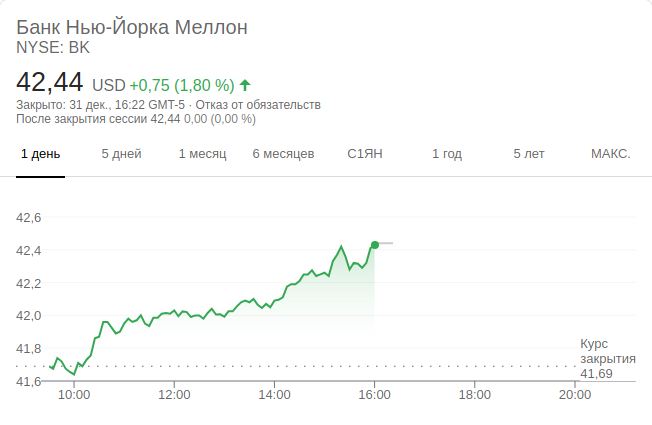 Банк Нью-Йорка Меллон
NYSE: BK
42,44 USD +0,75 (1,80 %)
Закрыто: 31 дек., 16:22 GMT-5 · Отказ от обязательств
После закрытия сессии 42,44 0,00 (0,00 %)
1 день 5 дней 1 месяц 6 месяцев С1ЯН 1 год 5 лет МАКС.
42,6
42,4
42,2
42,0
41,8
41,6
Курс
закрытия
41,69
10:00 12:00 14:00 16:00 18:00 20:00